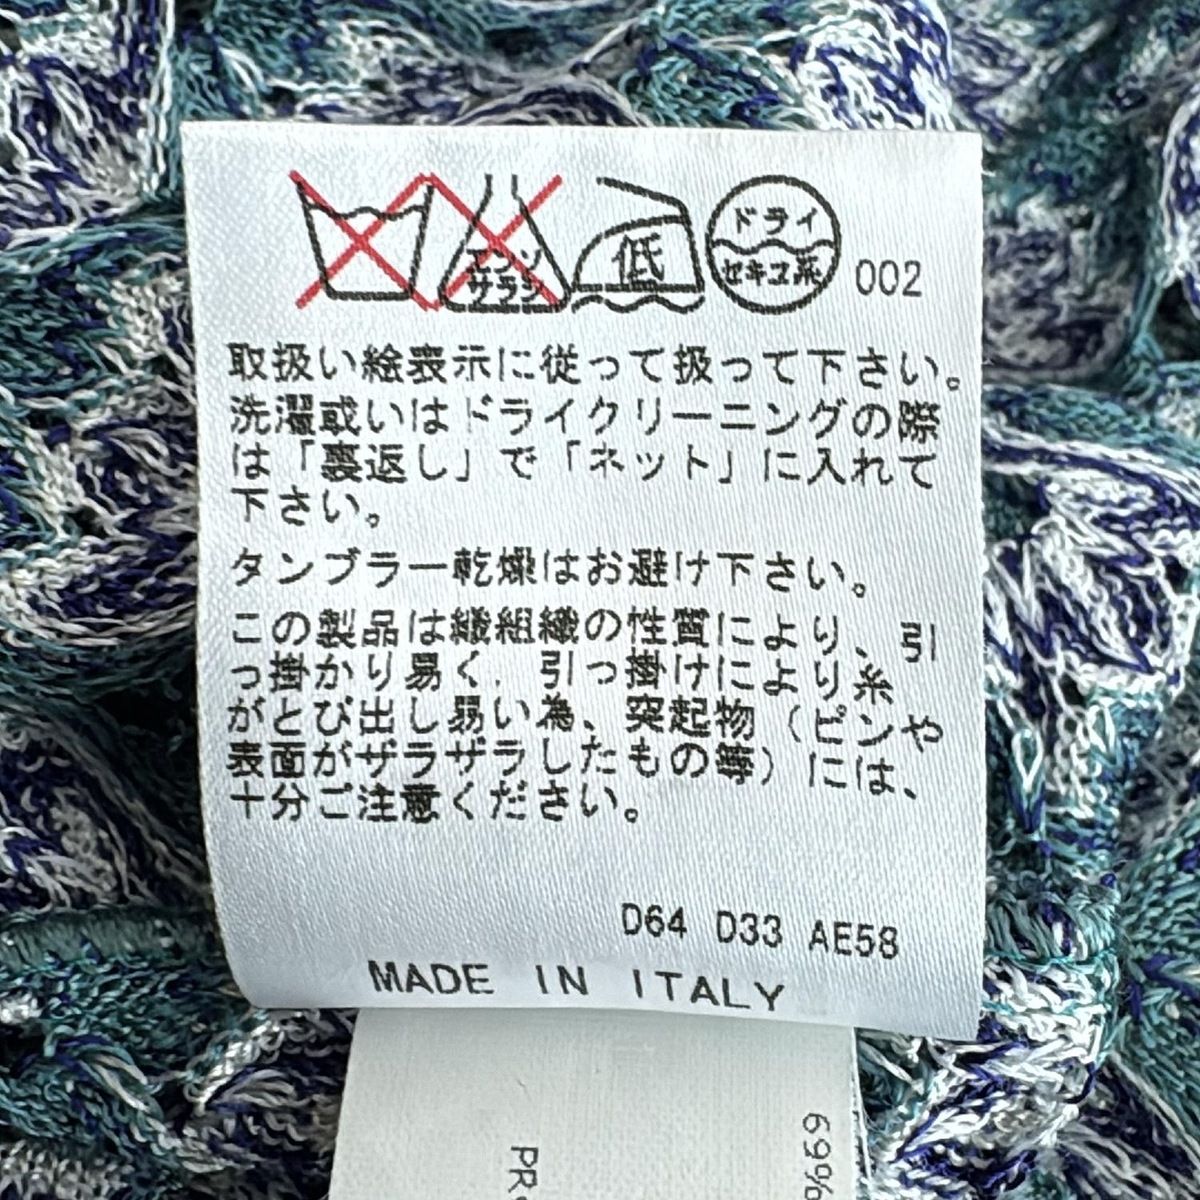 エンソ
サラシ
低
ドライ
セキユ系
002
取扱い絵表示に従って扱って下さい。
洗濯或いはドライクリーニングの際
は「裏返し」で「ネット」に入れて
下さい。
タンブラー乾燥はお避け下さい。
この製品は繊組織の性質により、引
っ掛かり易く、引っ掛けにより糸
がとび出し易い為、突起物（ピンや
表面がザラザラしたもの等）には、
十分ご注意ください。
D64 D33 AE58
MADE IN ITALY
69%
PR